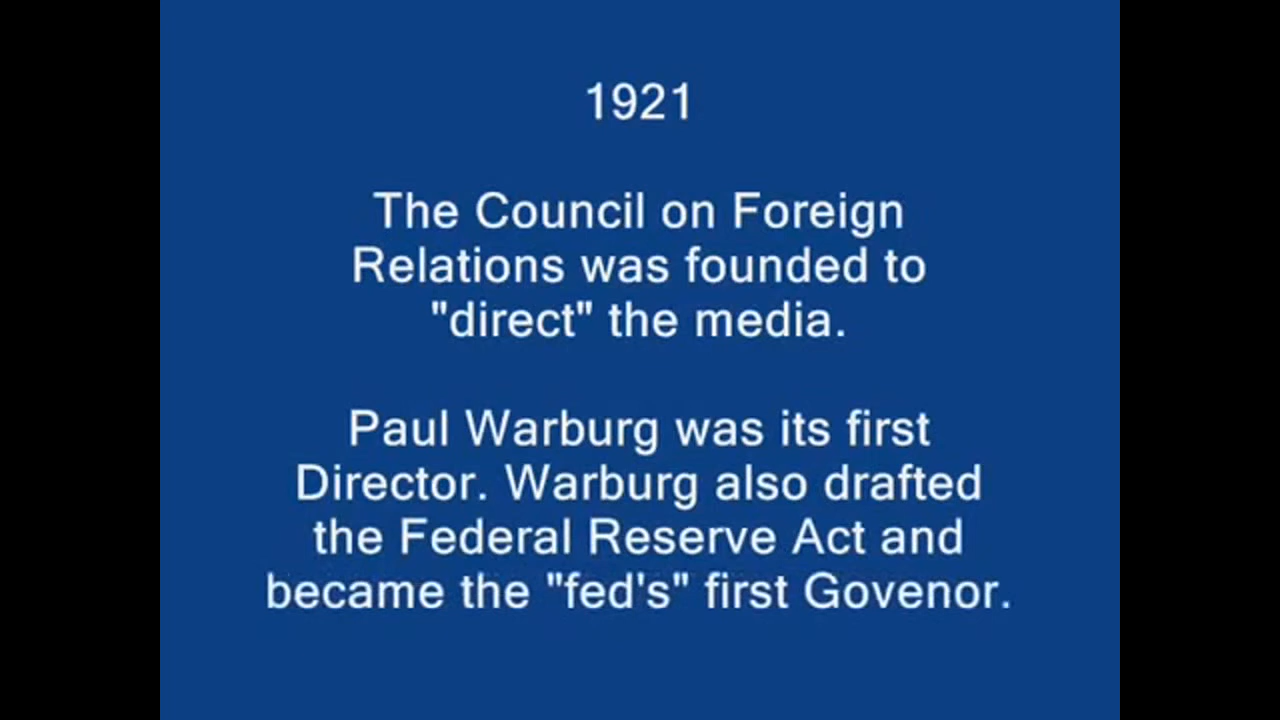 1921
The Council on Foreign
Relations was founded to
"direct" the media.
Paul Warburg was its first
Director. Warburg also drafted
the Federal Reserve Act and
became the "fed's" first Govenor.